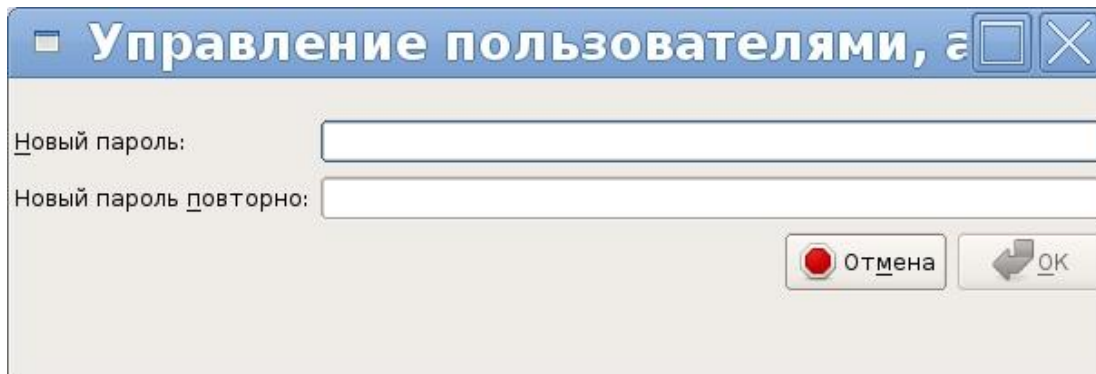 Управление пользователями, а
Новый пароль:
Новый пароль повторно:
Отмена
OK